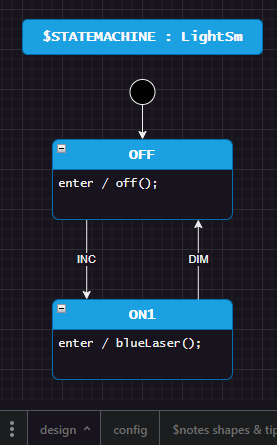 $STATEMACHINE : LightSm
OFF
enter / off();
INC
DIM
ON1
enter / blueLaser();
design
config
$notes shapes & tip